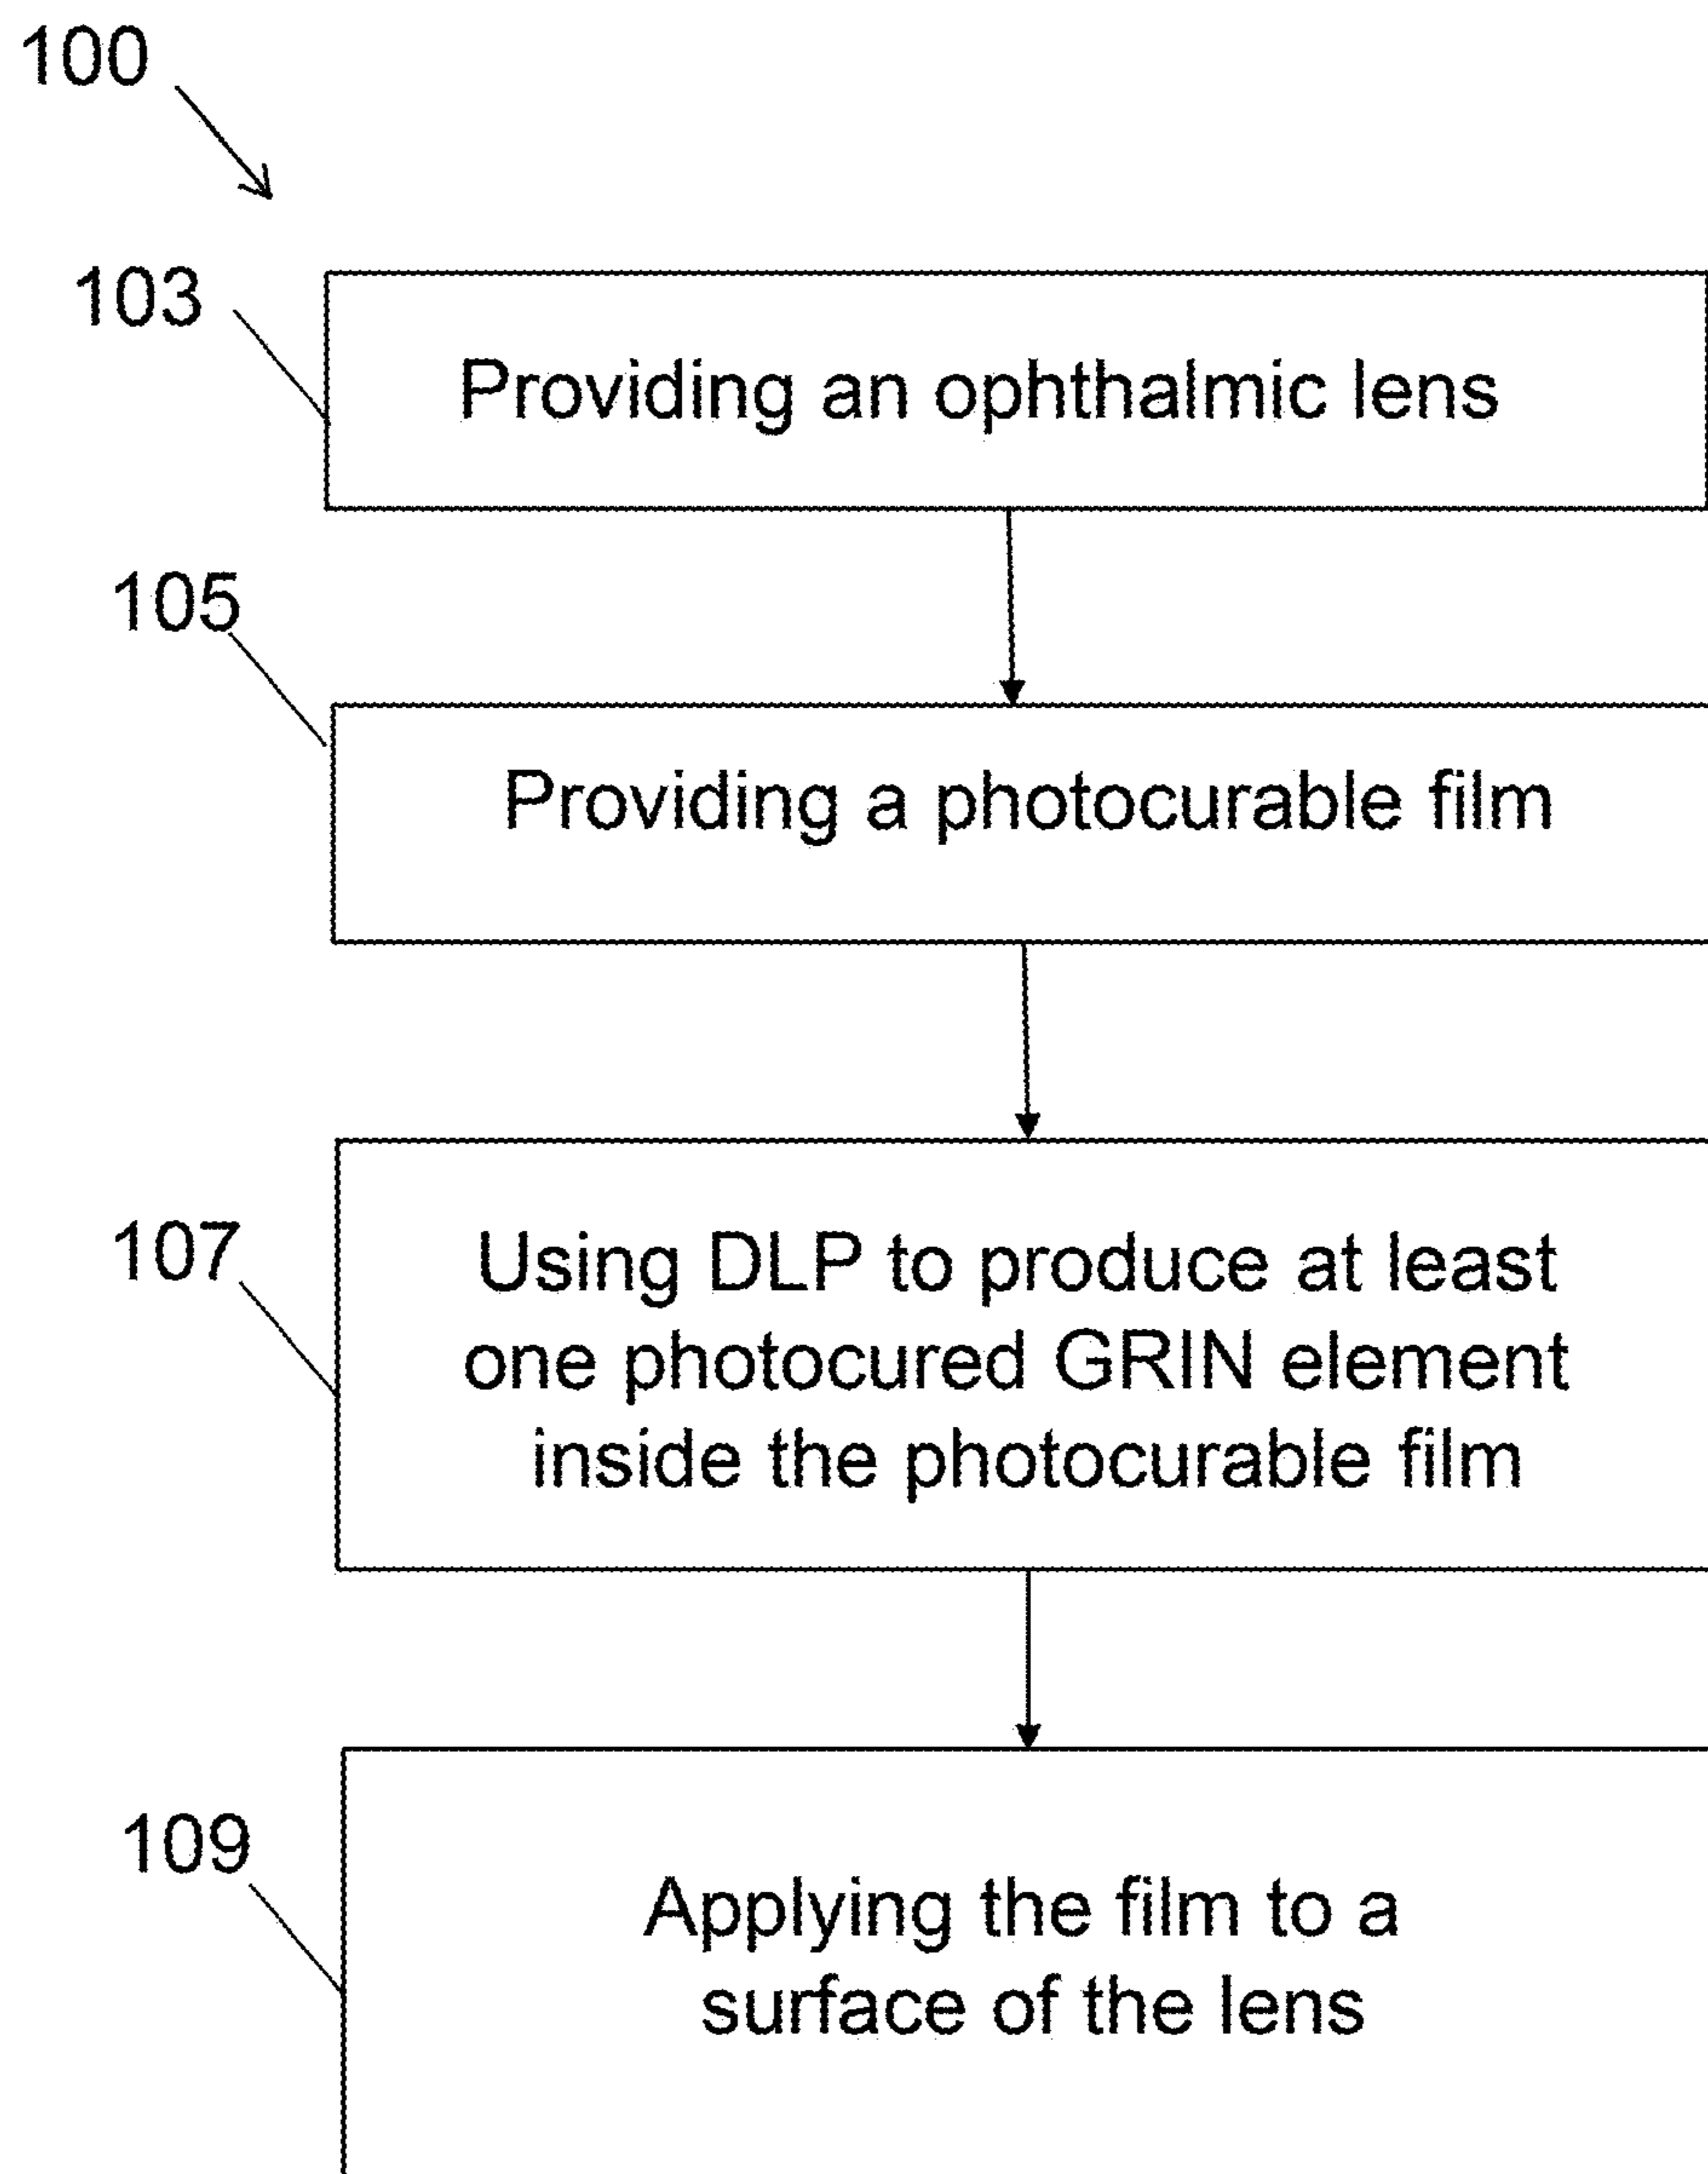 100
103
Providing an ophthalmic lens
105
Providing a photocurable film
107
Using DLP to produce at least
one photocured GRIN element
inside the photocurable film
109
Applying the film to a
surface of the lens